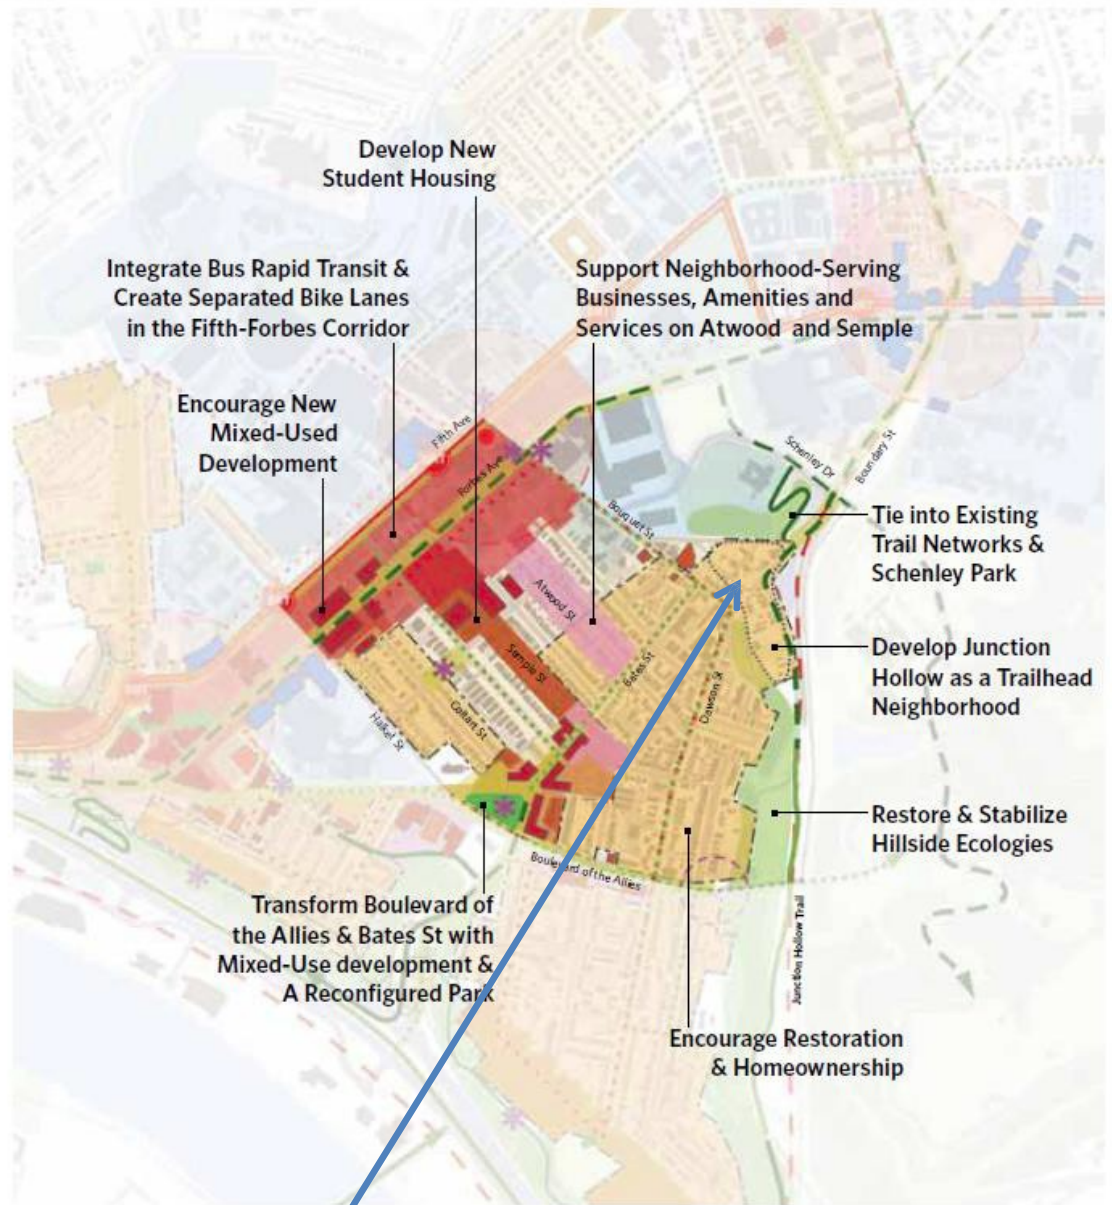 Develop New
Student Housing
Integrate Bus Rapid Transit &
Create Separated Bike Lanes
in the Fifth-Forbes Corridor
Support Neighborhood-Serving
Businesses, Amenities and
Services on Atwood and Semple
Encourage New
Mixed-Used
Development
Fifth Ave
Forbes Ave
Schenley Dr
Boundary St
Bouquet St
Tie into Existing
Trail Networks &
Schenley Park
Atwood St
Semple St
Bates St
Dawson St
Coltart St
Halket St
Develop Junction
Hollow as a Trailhead
Neighborhood
Restore & Stabilize
Hillside Ecologies
Boulevard of the Allies
Transform Boulevard of
the Allies & Bates St with
Mixed-Use development &
A Reconfigured Park
Junction Hollow Trail
Encourage Restoration
& Homeownership